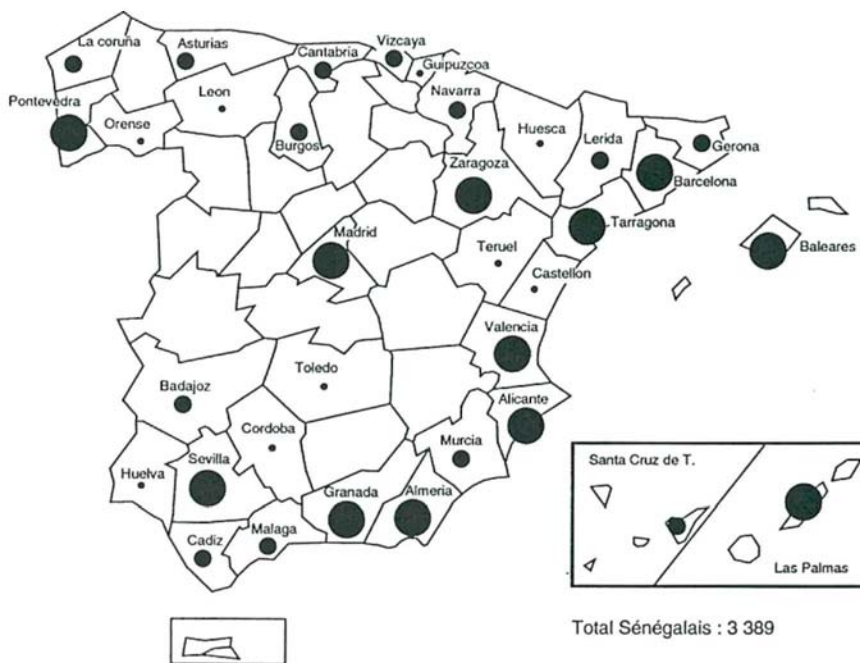 La coruña
Asturias
Cantabria
Vizcaya
Guipuzcoa
Pontevedra
Orense
Leon
Burgos
Navarra
Huesca
Lerida
Gerona
Zaragoza
Barcelona
Tarragona
Madrid
Teruel
Castellon
Baleares
Valencia
Toledo
Badajoz
Alicante
Cordoba
Murcia
Huelva
Sevilla
Granada
Almeria
Cadiz
Malaga
Santa Cruz de T.
Las Palmas
Total Sénégalais : 3 389